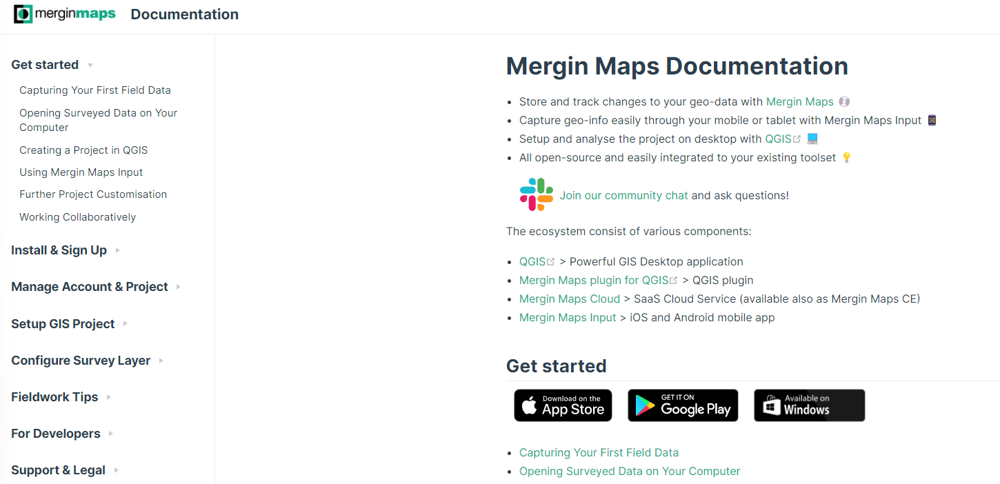 merginmaps Documentation
Get started
Capturing Your First Field Data
Opening Surveyed Data on Your
Computer
Creating a Project in QGIS
Using Mergin Maps Input
Further Project Customisation
Working Collaboratively
Install & Sign Up
Manage Account & Project
Setup GIS Project
Configure Survey Layer
Fieldwork Tips
For Developers
Support & Legal
Mergin Maps Documentation
Store and track changes to your geo-data with Mergin Maps
Capture geo-info easily through your mobile or tablet with Mergin Maps Input
Setup and analyse the project on desktop with QGIS
All open-source and easily integrated to your existing toolset
Join our community chat and ask questions!
The ecosystem consist of various components:
QGIS > Powerful GIS Desktop application
Mergin Maps plugin for QGIS > QGIS plugin
Mergin Maps Cloud > SaaS Cloud Service (available also as Mergin Maps CE)
Mergin Maps Input > iOS and Android mobile app
Get started
Download on the
App Store
GET IT ON
Google Play
Available on
Windows
Capturing Your First Field Data
Opening Surveyed Data on Your Computer